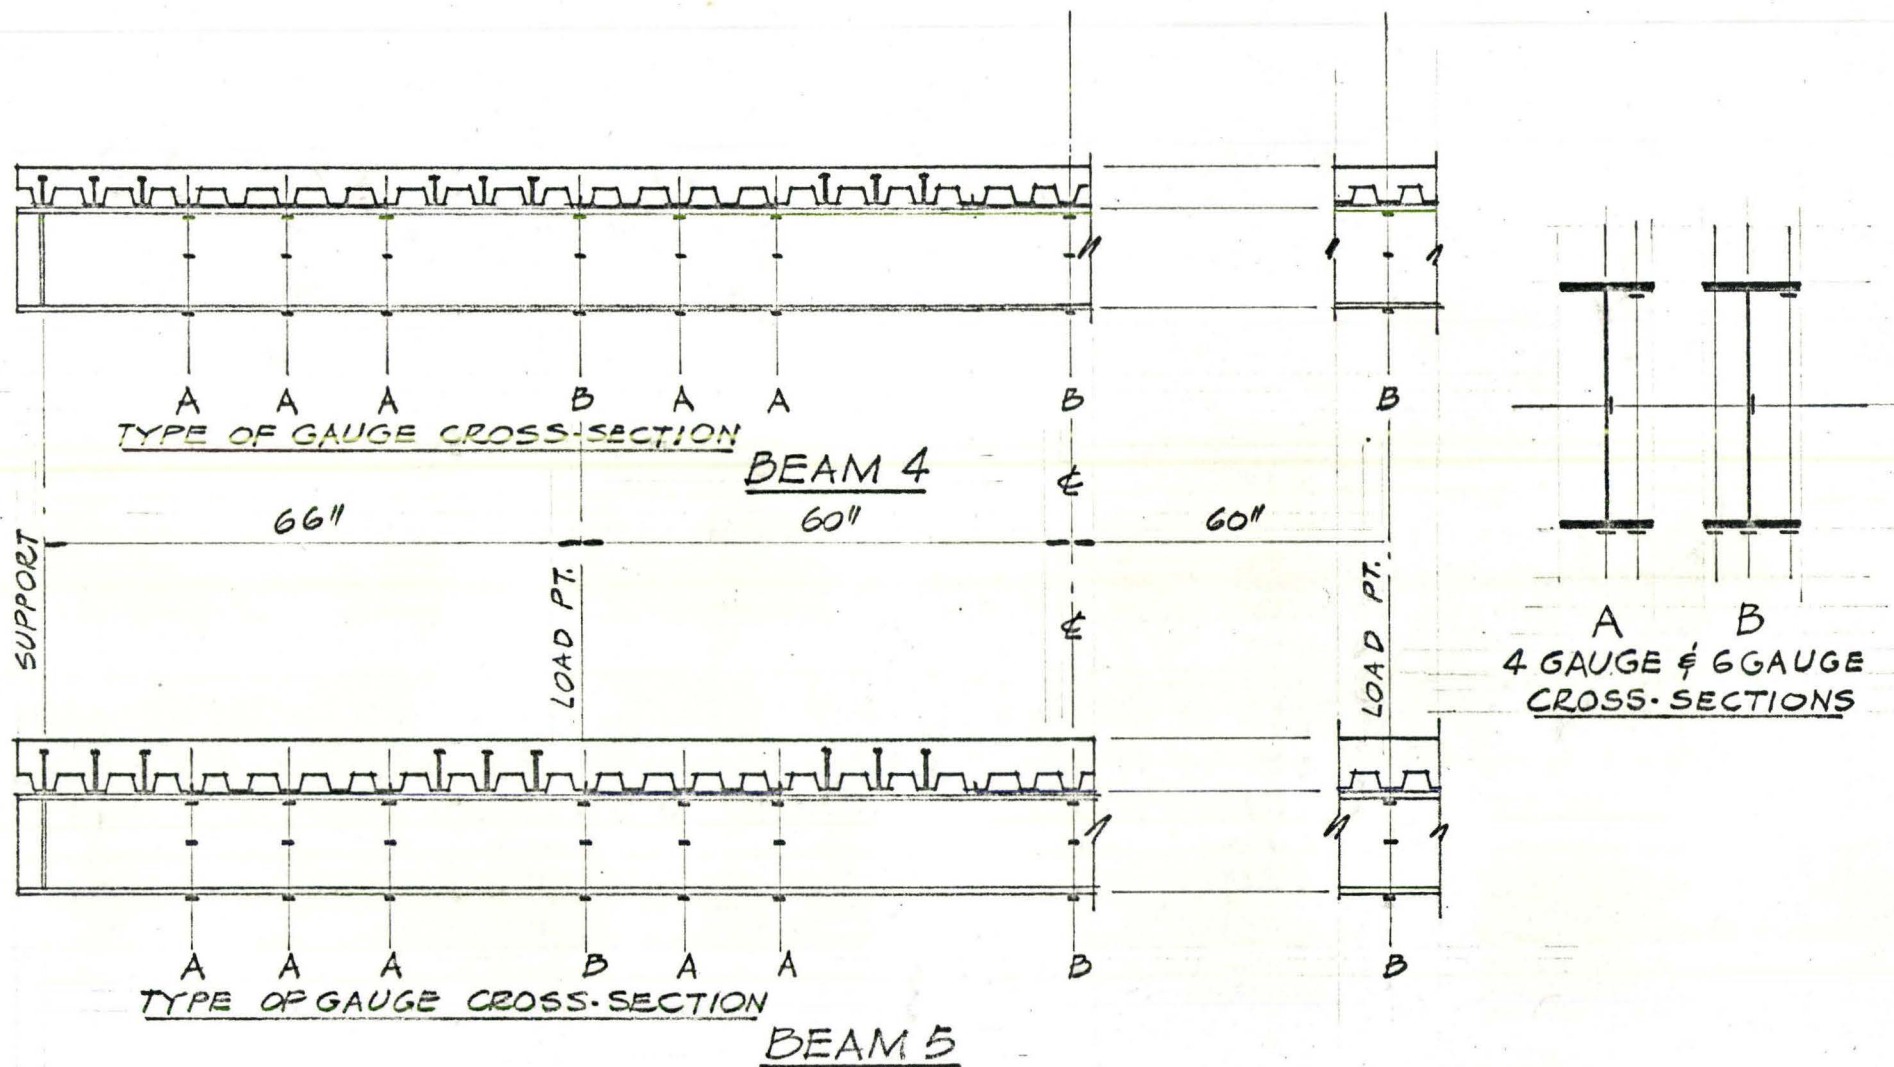 A A A B A A B B
TYPE OF GAUGE CROSS-SECTION
BEAM 4
℄
66" 60" 60"
SUPPORT
LOAD PT.
℄
LOAD PT.
A B
4 GAUGE & 6 GAUGE
CROSS-SECTIONS
A A A B A A B B
TYPE OF GAUGE CROSS-SECTION
BEAM 5